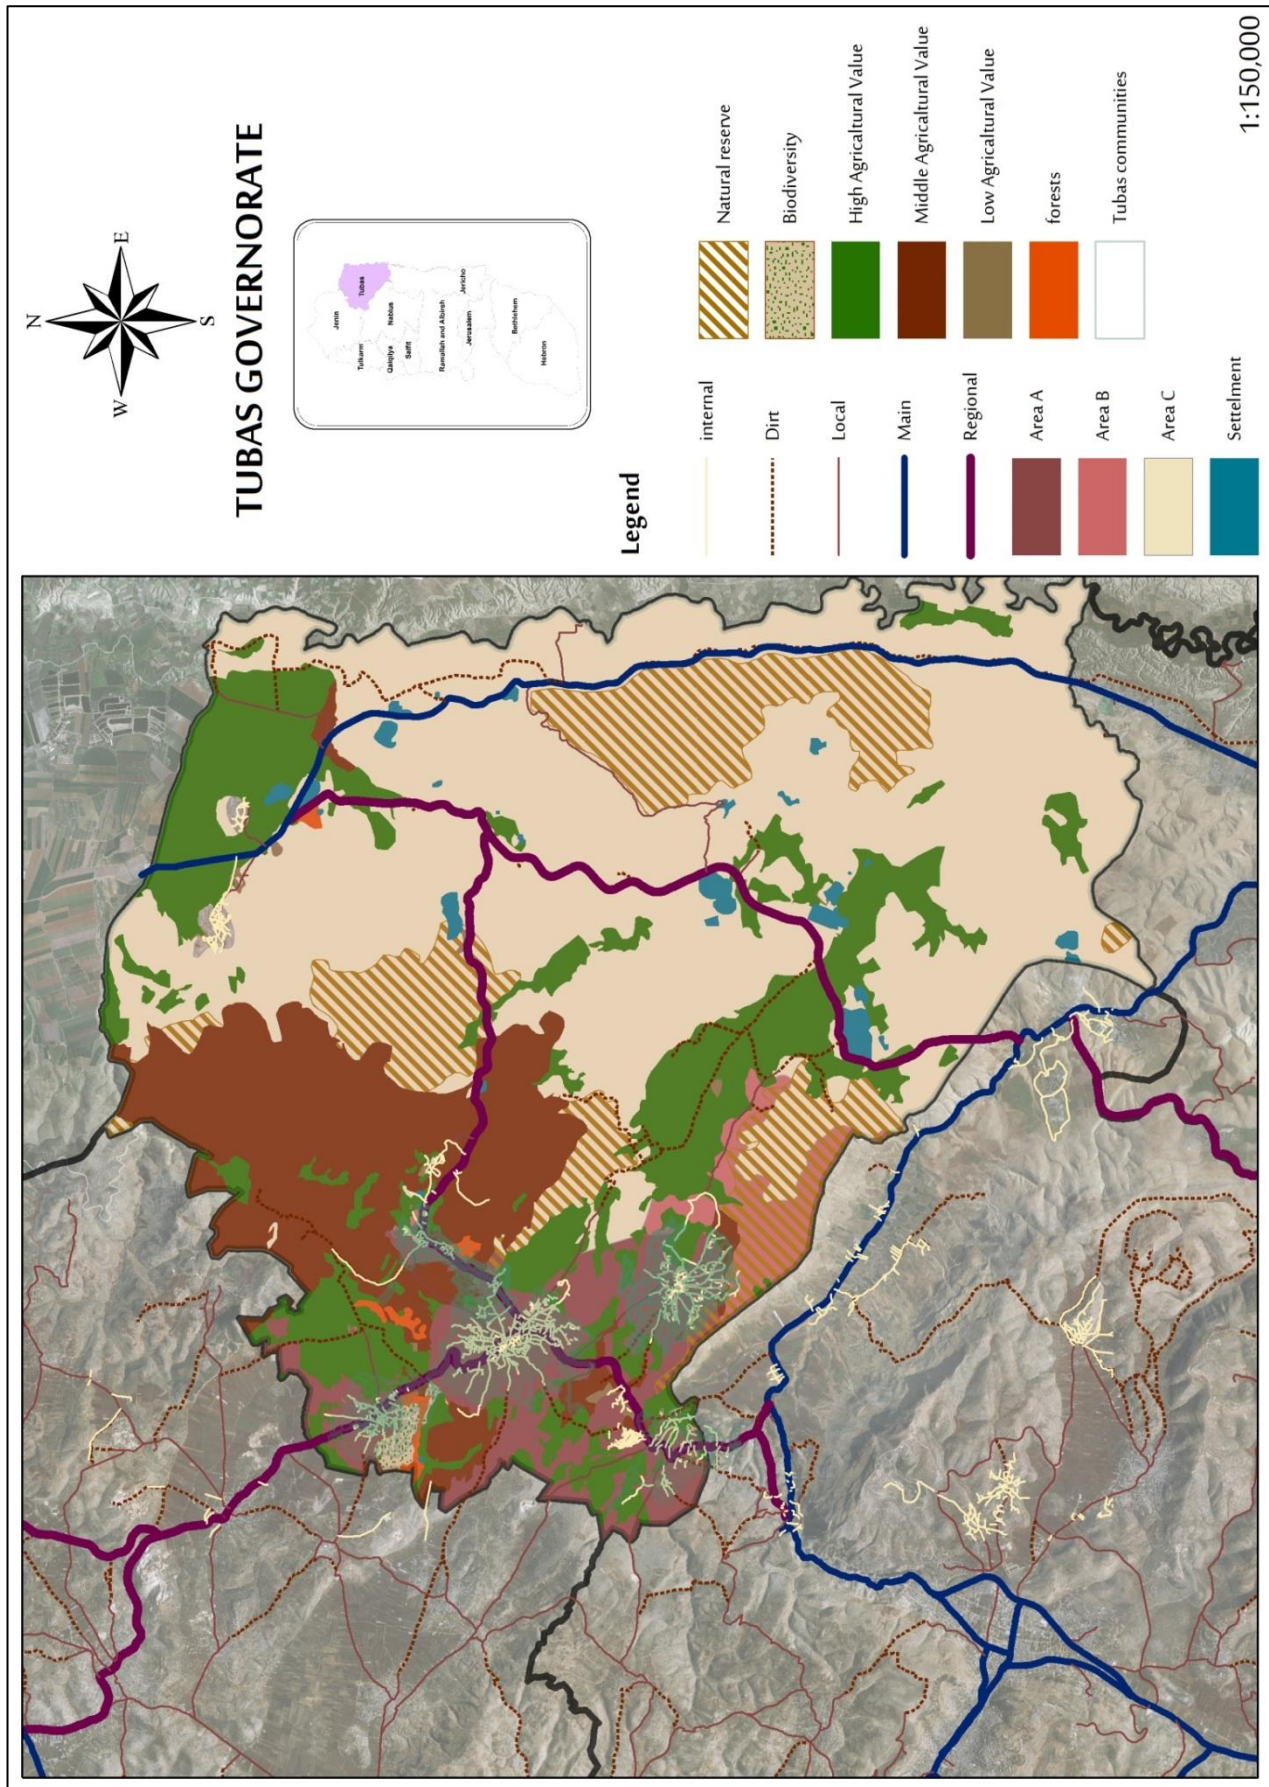 N
W
E
S
TUBAS GOVERNORATE
Jenin
Tubas
Tulkarm
Nablus
Qalqilya
Salfit
Ramallah and Albireh
Jericho
Jerusalem
Bethlehem
Hebron
Legend
internal
Dirt
Local
Main
Regional
Area A
Area B
Area C
Settelment
Natural reserve
Biodiversity
High Agricaltural Value
Middle Agricaltural Value
Low Agricaltural Value
forests
Tubas communities
1:150,000